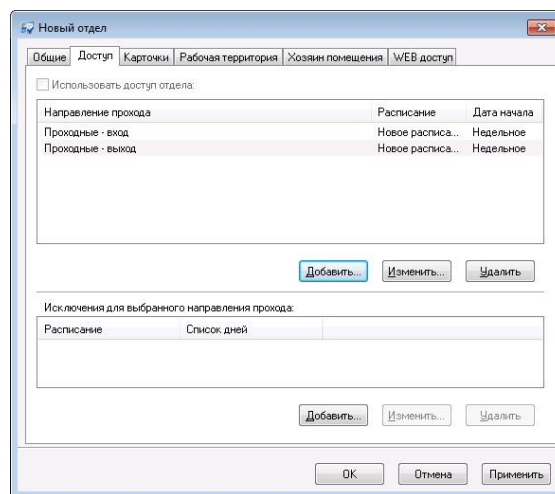 Новый отдел
Общие Доступ Карточки Рабочая территория Хозяин помещения WEB доступ
Использовать доступ отдела:
Направление прохода Расписание Дата начала
Проходные - вход Новое расписа... Недельное
Проходные - выход Новое расписа... Недельное
Добавить... Изменить... Удалить
Исключения для выбранного направления прохода:
Расписание Список дней
Добавить... Изменить... Удалить
OK Отмена Применить